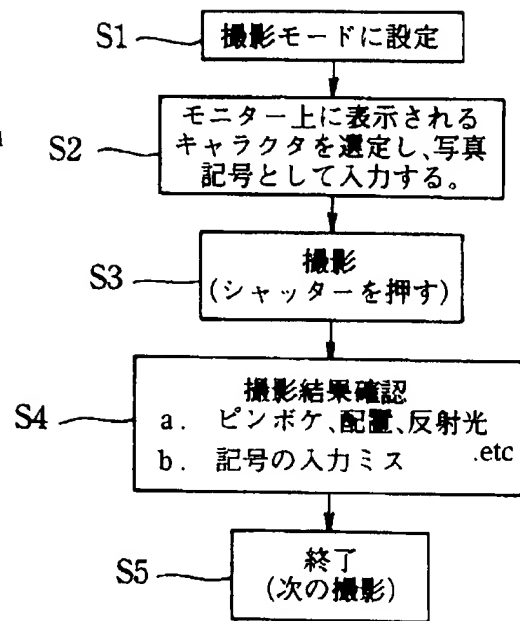 S1 撮影モードに設定
モニター上に表示される
S2 キャラクタを選定し、写真
記号として入力する。
撮影
S3 (シャッターを押す)
撮影結果確認
S4 a. ピンボケ、配置、反射光
b. 記号の入力ミス .etc
終了
S5 (次の撮影)